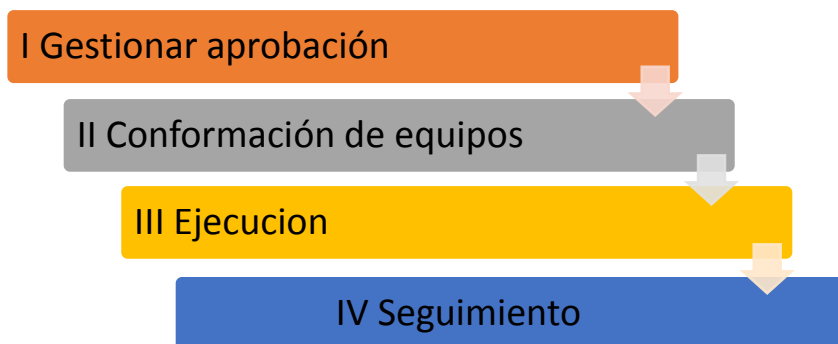 I Gestionar aprobación
II Conformación de equipos
III Ejecucion
IV Seguimiento